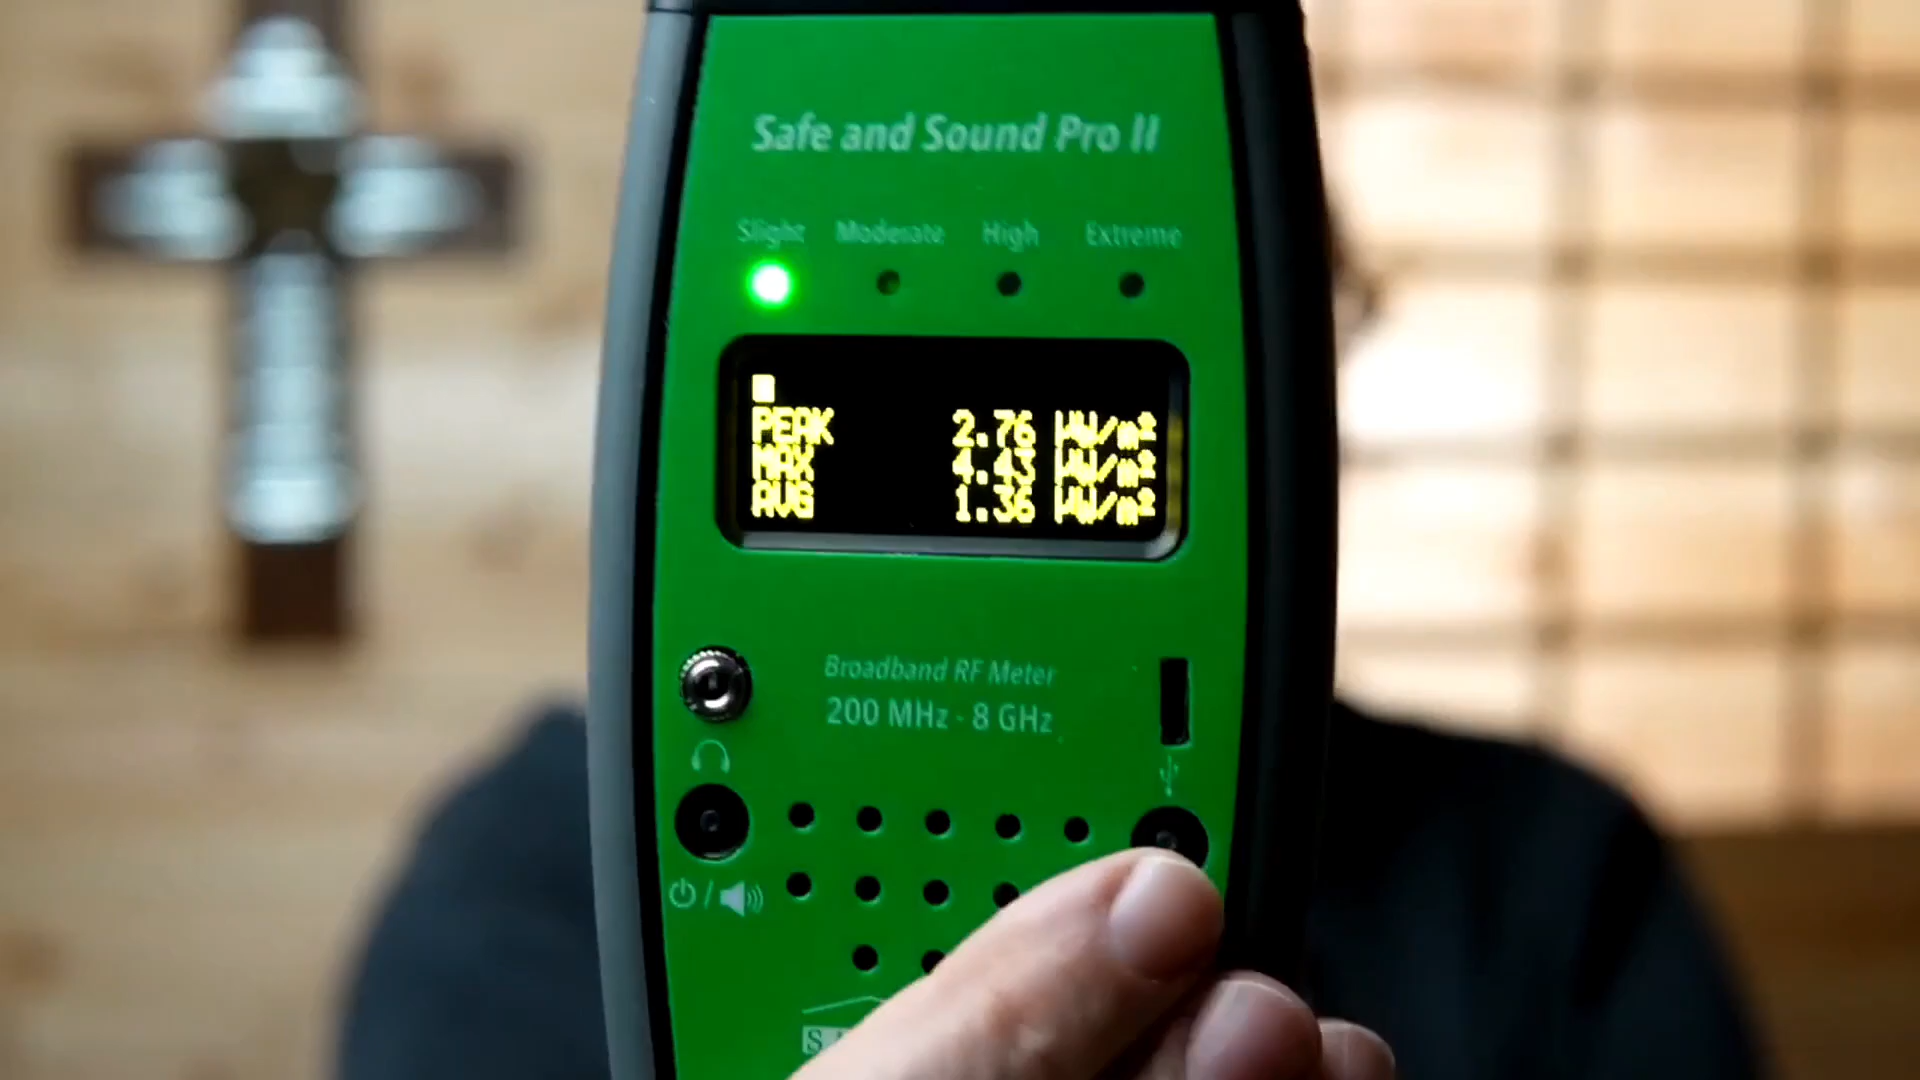 Safe and Sound Pro II
Slight Moderate High Extreme
PEAK 2.76 µW/m²
MAX 4.43 µW/m²
AVG 1.36 µW/m²
Broadband RF Meter
200 MHz - 8 GHz